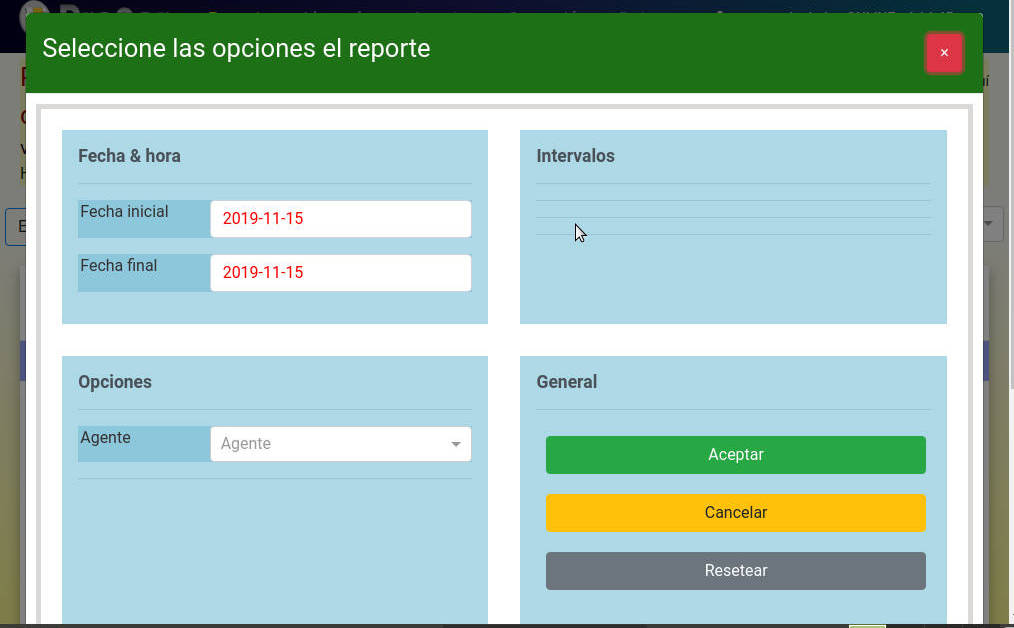 Seleccione las opciones el reporte
×
Fecha & hora
Fecha inicial
2019-11-15
Fecha final
2019-11-15
Intervalos
Opciones
Agente
Agente
General
Aceptar
Cancelar
Resetear